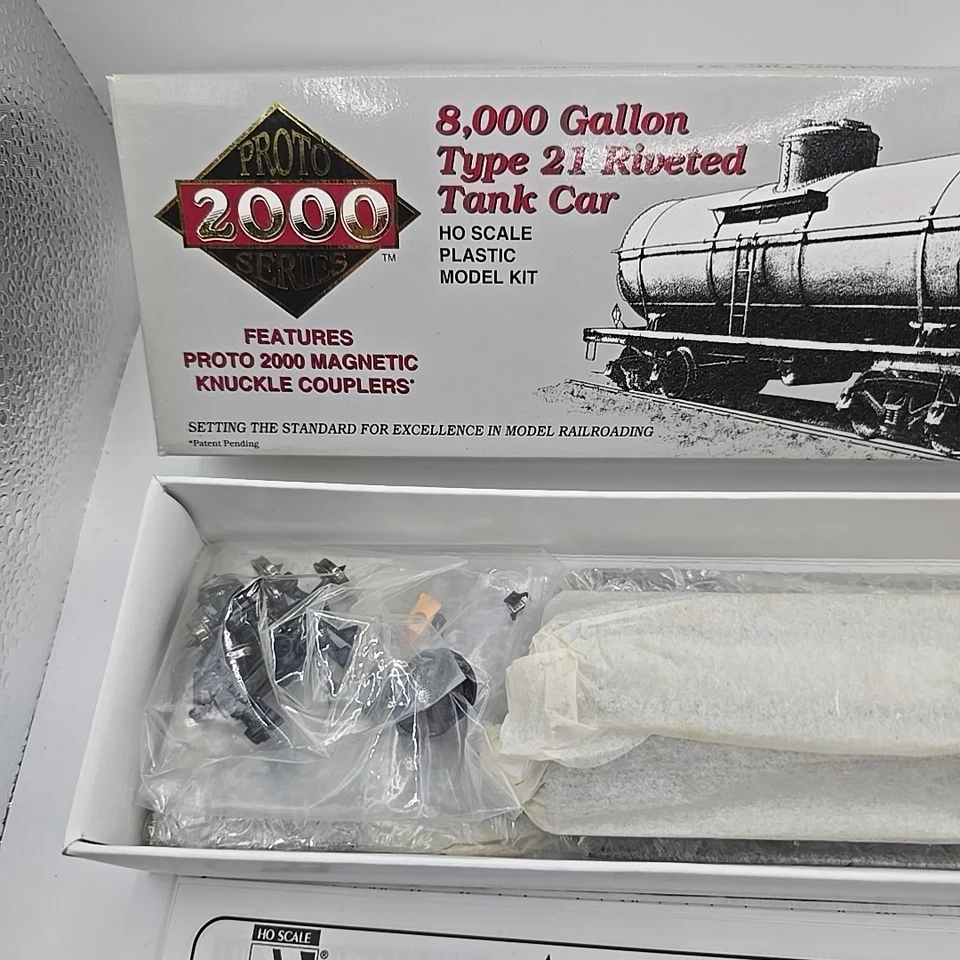 PROTO
2000
SERIES
™
FEATURES
PROTO 2000 MAGNETIC
KNUCKLE COUPLERS*
8,000 Gallon
Type 21 Riveted
Tank Car
HO SCALE
PLASTIC
MODEL KIT
SETTING THE STANDARD FOR EXCELLENCE IN MODEL RAILROADING
*Patent Pending
HO SCALE
®